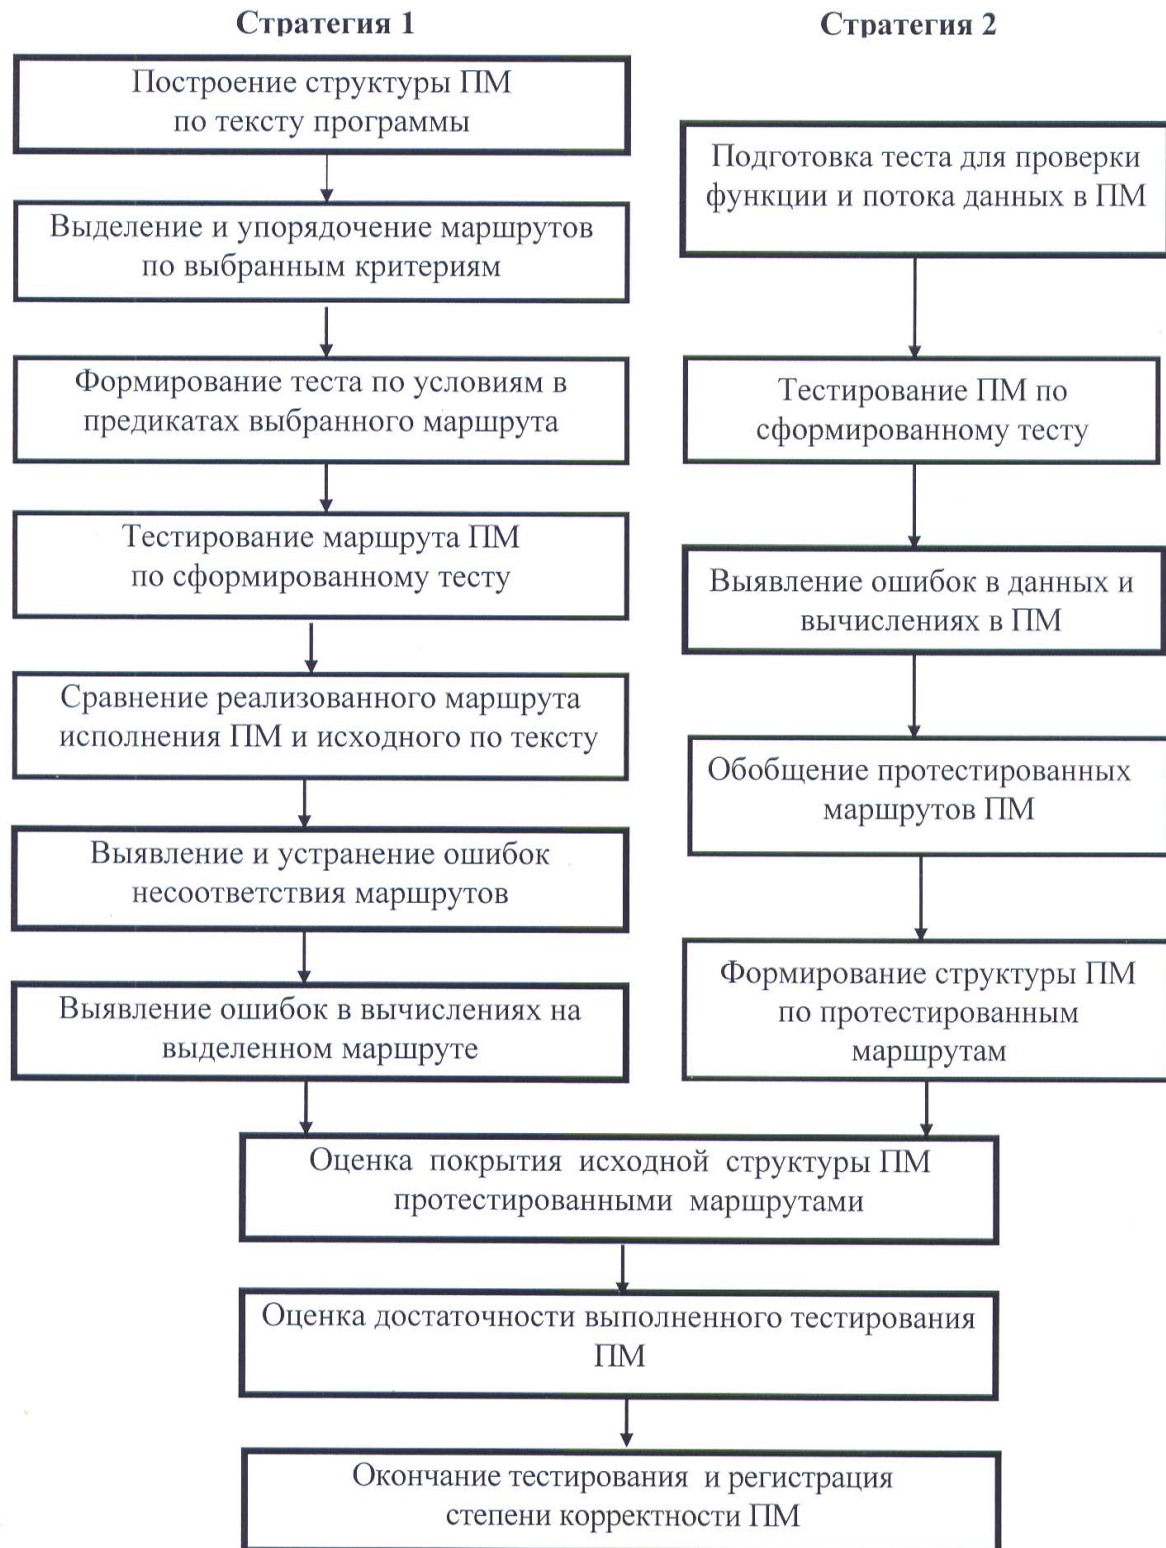 Стратегия 1
Построение структуры ПМ
по тексту программы
Выделение и упорядочение маршрутов
по выбранным критериям
Формирование теста по условиям в
предикатах выбранного маршрута
Тестирование маршрута ПМ
по сформированному тесту
Сравнение реализованного маршрута
исполнения ПМ и исходного по тексту
Выявление и устранение ошибок
несоответствия маршрутов
Выявление ошибок в вычислениях на
выделенном маршруте
Стратегия 2
Подготовка теста для проверки
функции и потока данных в ПМ
Тестирование ПМ по
сформированному тесту
Выявление ошибок в данных и
вычислениях в ПМ
Обобщение протестированных
маршрутов ПМ
Формирование структуры ПМ
по протестированным
маршрутам
Оценка покрытия исходной структуры ПМ
протестированными маршрутами
Оценка достаточности выполненного тестирования
ПМ
Окончание тестирования и регистрация
степени корректности ПМ